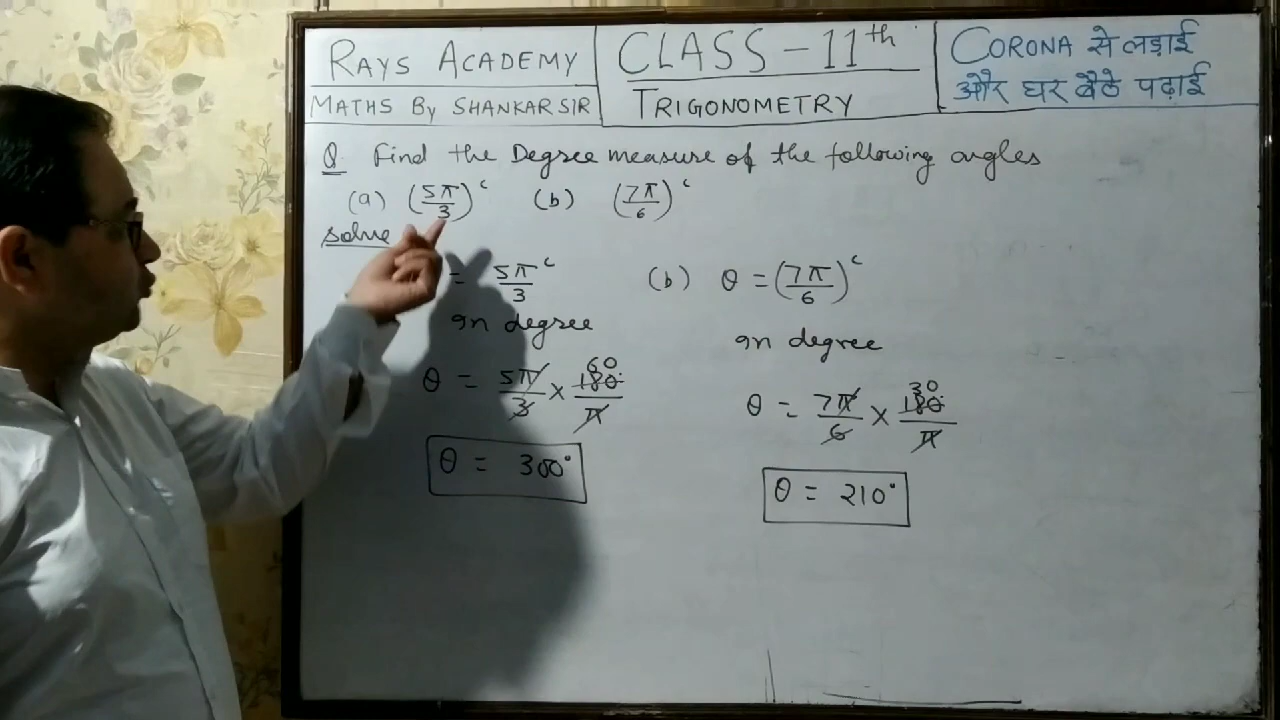 RAYS ACADEMY
MATHS BY SHANKAR SIR
CLASS - 11th
TRIGONOMETRY
CORONA से लड़ाई
और घर बैठे पढ़ाई
Q Find the Degree measure of the following angles
(a) (5π/3)ᶜ (b) (7π/6)ᶜ
solve
= 5π/3 ᶜ
In degree
θ = 5π/3 × 180/π 60
θ = 300°
(b) θ = (7π/6)ᶜ
In degree
θ = 7π/6 × 180/π 30
θ = 210°